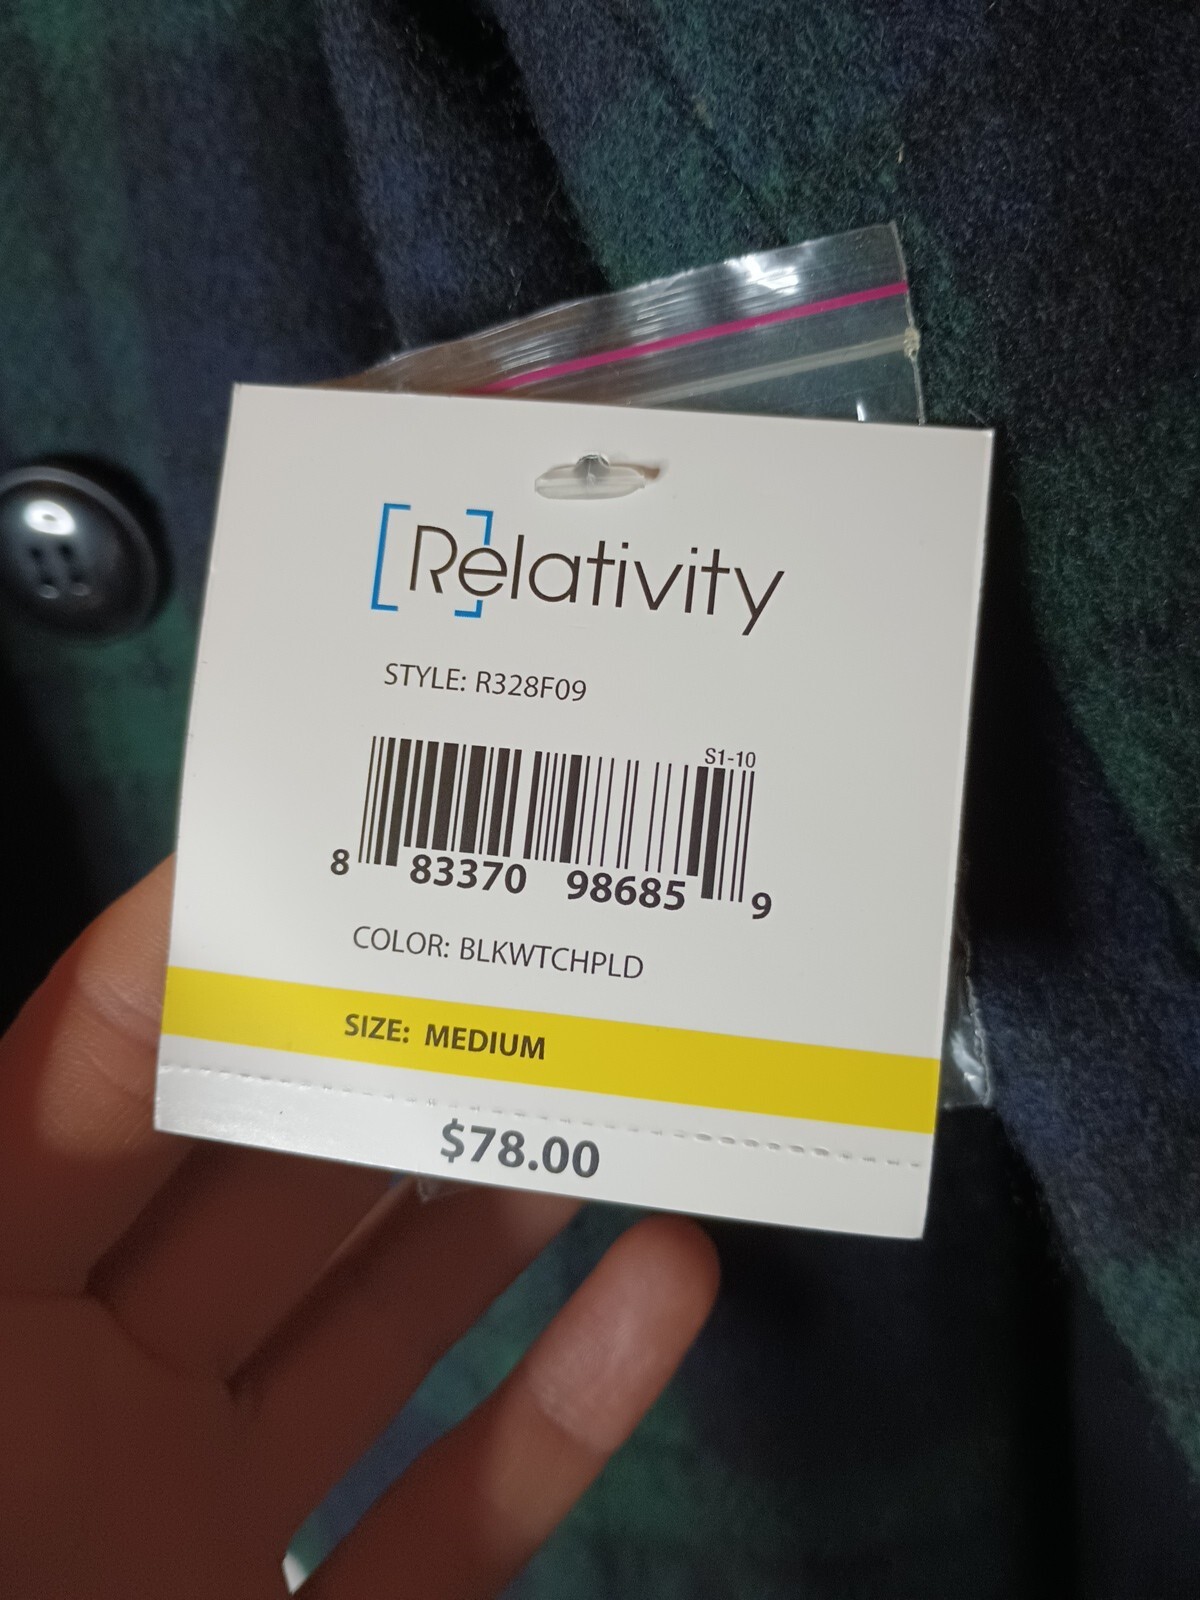 [Relativity]
STYLE: R328F09
S1-10
8 83370 98685 9
COLOR: BLKWTCHPLD
SIZE: MEDIUM
$78.00